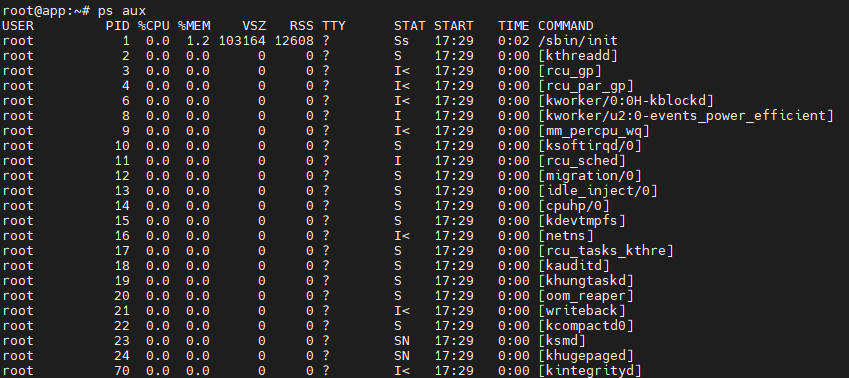 root@app:~# ps aux
USER         PID %CPU %MEM    VSZ   RSS TTY      STAT START   TIME COMMAND
root           1  0.0  1.2 103164 12608 ?        Ss   17:29   0:02 /sbin/init
root           2  0.0  0.0      0     0 ?        S    17:29   0:00 [kthreadd]
root           3  0.0  0.0      0     0 ?        I<   17:29   0:00 [rcu_gp]
root           4  0.0  0.0      0     0 ?        I<   17:29   0:00 [rcu_par_gp]
root           6  0.0  0.0      0     0 ?        I<   17:29   0:00 [kworker/0:0H-kblockd]
root           8  0.0  0.0      0     0 ?        I    17:29   0:00 [kworker/u2:0-events_power_efficient]
root           9  0.0  0.0      0     0 ?        I<   17:29   0:00 [mm_percpu_wq]
root          10  0.0  0.0      0     0 ?        S    17:29   0:00 [ksoftirqd/0]
root          11  0.0  0.0      0     0 ?        I    17:29   0:00 [rcu_sched]
root          12  0.0  0.0      0     0 ?        S    17:29   0:00 [migration/0]
root          13  0.0  0.0      0     0 ?        S    17:29   0:00 [idle_inject/0]
root          14  0.0  0.0      0     0 ?        S    17:29   0:00 [cpuhp/0]
root          15  0.0  0.0      0     0 ?        S    17:29   0:00 [kdevtmpfs]
root          16  0.0  0.0      0     0 ?        I<   17:29   0:00 [netns]
root          17  0.0  0.0      0     0 ?        S    17:29   0:00 [rcu_tasks_kthre]
root          18  0.0  0.0      0     0 ?        S    17:29   0:00 [kauditd]
root          19  0.0  0.0      0     0 ?        S    17:29   0:00 [khungtaskd]
root          20  0.0  0.0      0     0 ?        S    17:29   0:00 [oom_reaper]
root          21  0.0  0.0      0     0 ?        I<   17:29   0:00 [writeback]
root          22  0.0  0.0      0     0 ?        S    17:29   0:00 [kcompactd0]
root          23  0.0  0.0      0     0 ?        SN   17:29   0:00 [ksmd]
root          24  0.0  0.0      0     0 ?        SN   17:29   0:00 [khugepaged]
root          70  0.0  0.0      0     0 ?        I<   17:29   0:00 [kintegrityd]